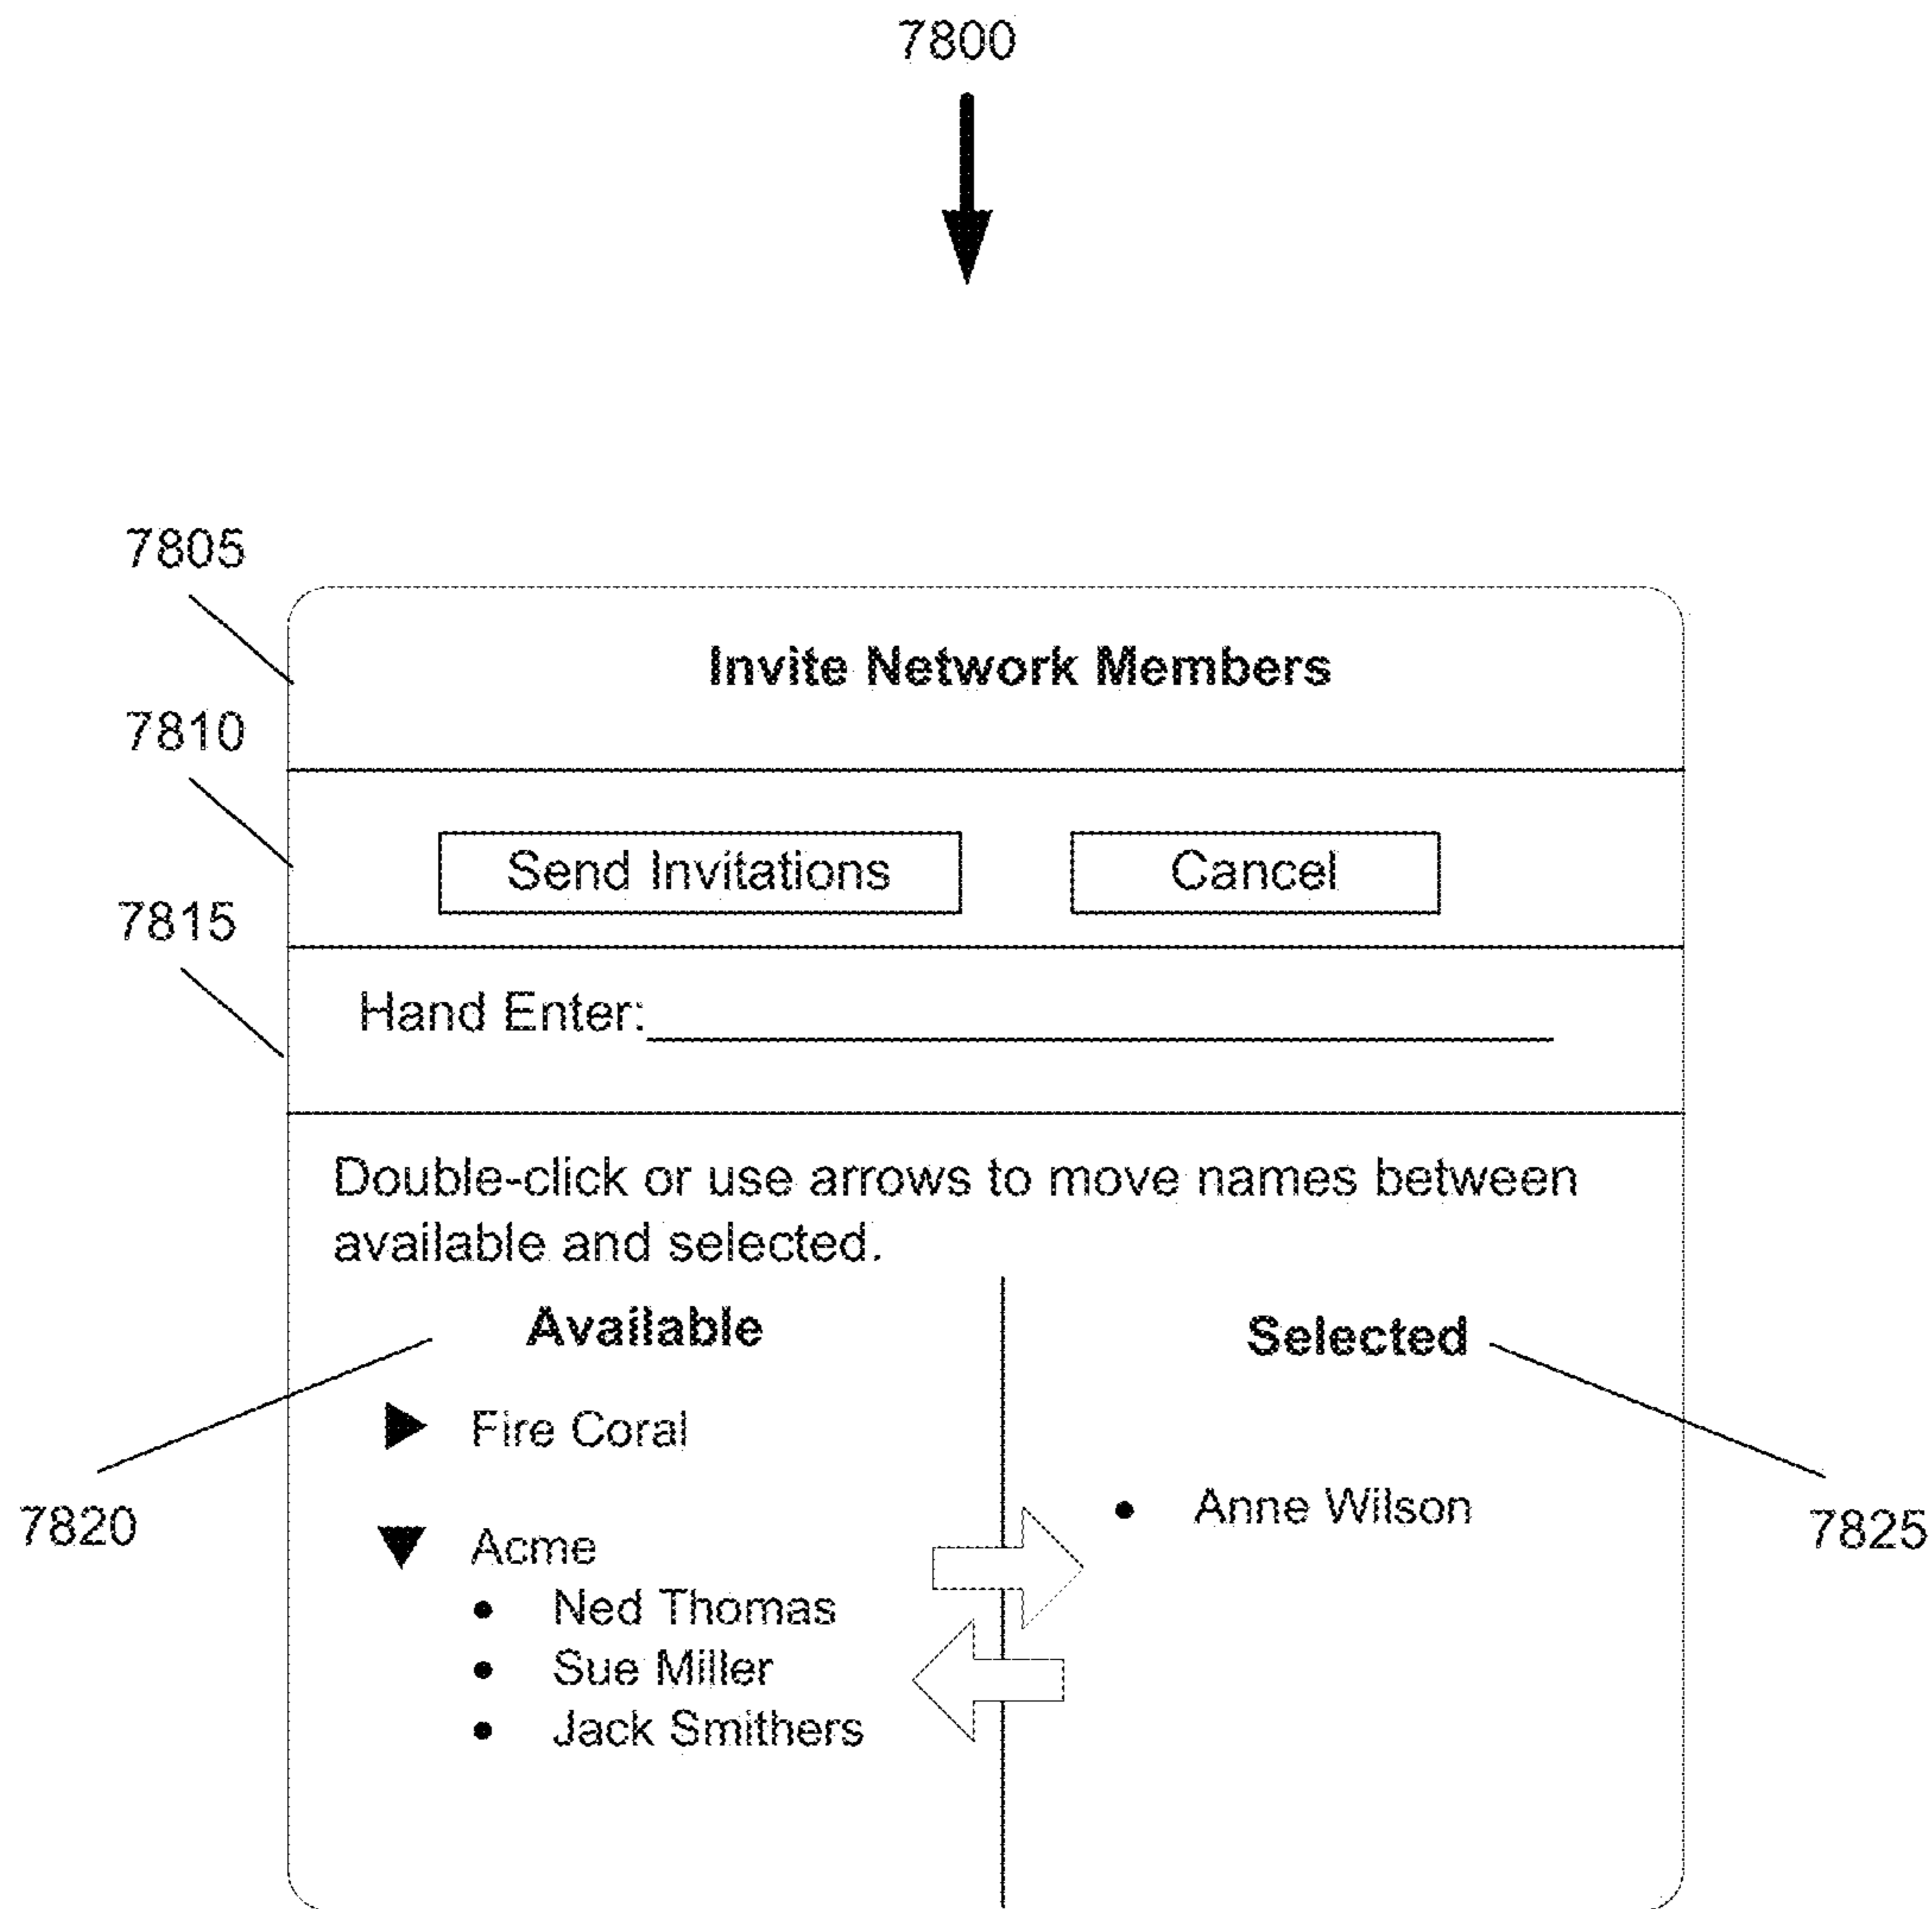 7800
7805
Invite Network Members
7810
Send Invitations
Cancel
7815
Hand Enter:
Double-click or use arrows to move names between
available and selected.
Available
Selected
Fire Coral
7820
Anne Wilson
7825
Acme
• Ned Thomas
• Sue Miller
• Jack Smithers